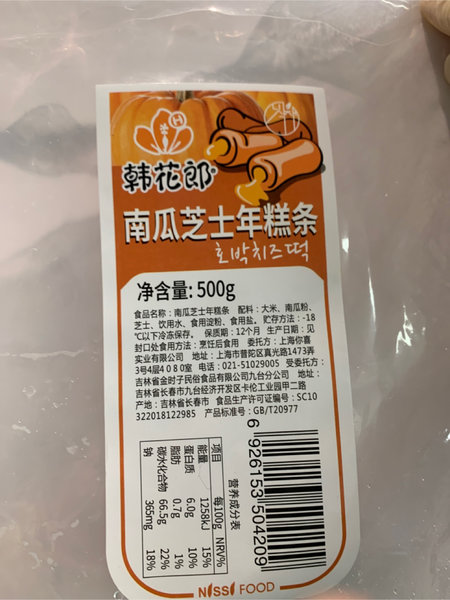 韩花郎
南瓜芝士年糕条
호박치즈떡
净含量: 500g
食品名称：南瓜芝士年糕条 配料：大米、南瓜粉、
芝士、饮用水、食用淀粉、食用盐。贮存方法：-18
℃以下冷冻保存。 保质期：12个月 生产日期：见
封口处食用方法：烹饪后食用 委托方：上海你喜
实业有限公司 地址：上海市普陀区真光路1473弄
3号4层4080室 电话：021-51029005 受委托方：
吉林省金时子民俗食品有限公司九台分公司 地址：
吉林省长春市九台经济开发区卡伦工业园甲二路
产地：吉林省长春市 食品生产许可证编号：SC10
322018122985 产品标准号：GB/T20977
营养成分表
项目 每100g NRV%
能量 1258kJ 15%
蛋白质 6.0g 10%
脂肪 0.7g 1%
碳水化合物 66.5g 22%
钠 365mg 18%
6 926153 504209
NISSI FOOD